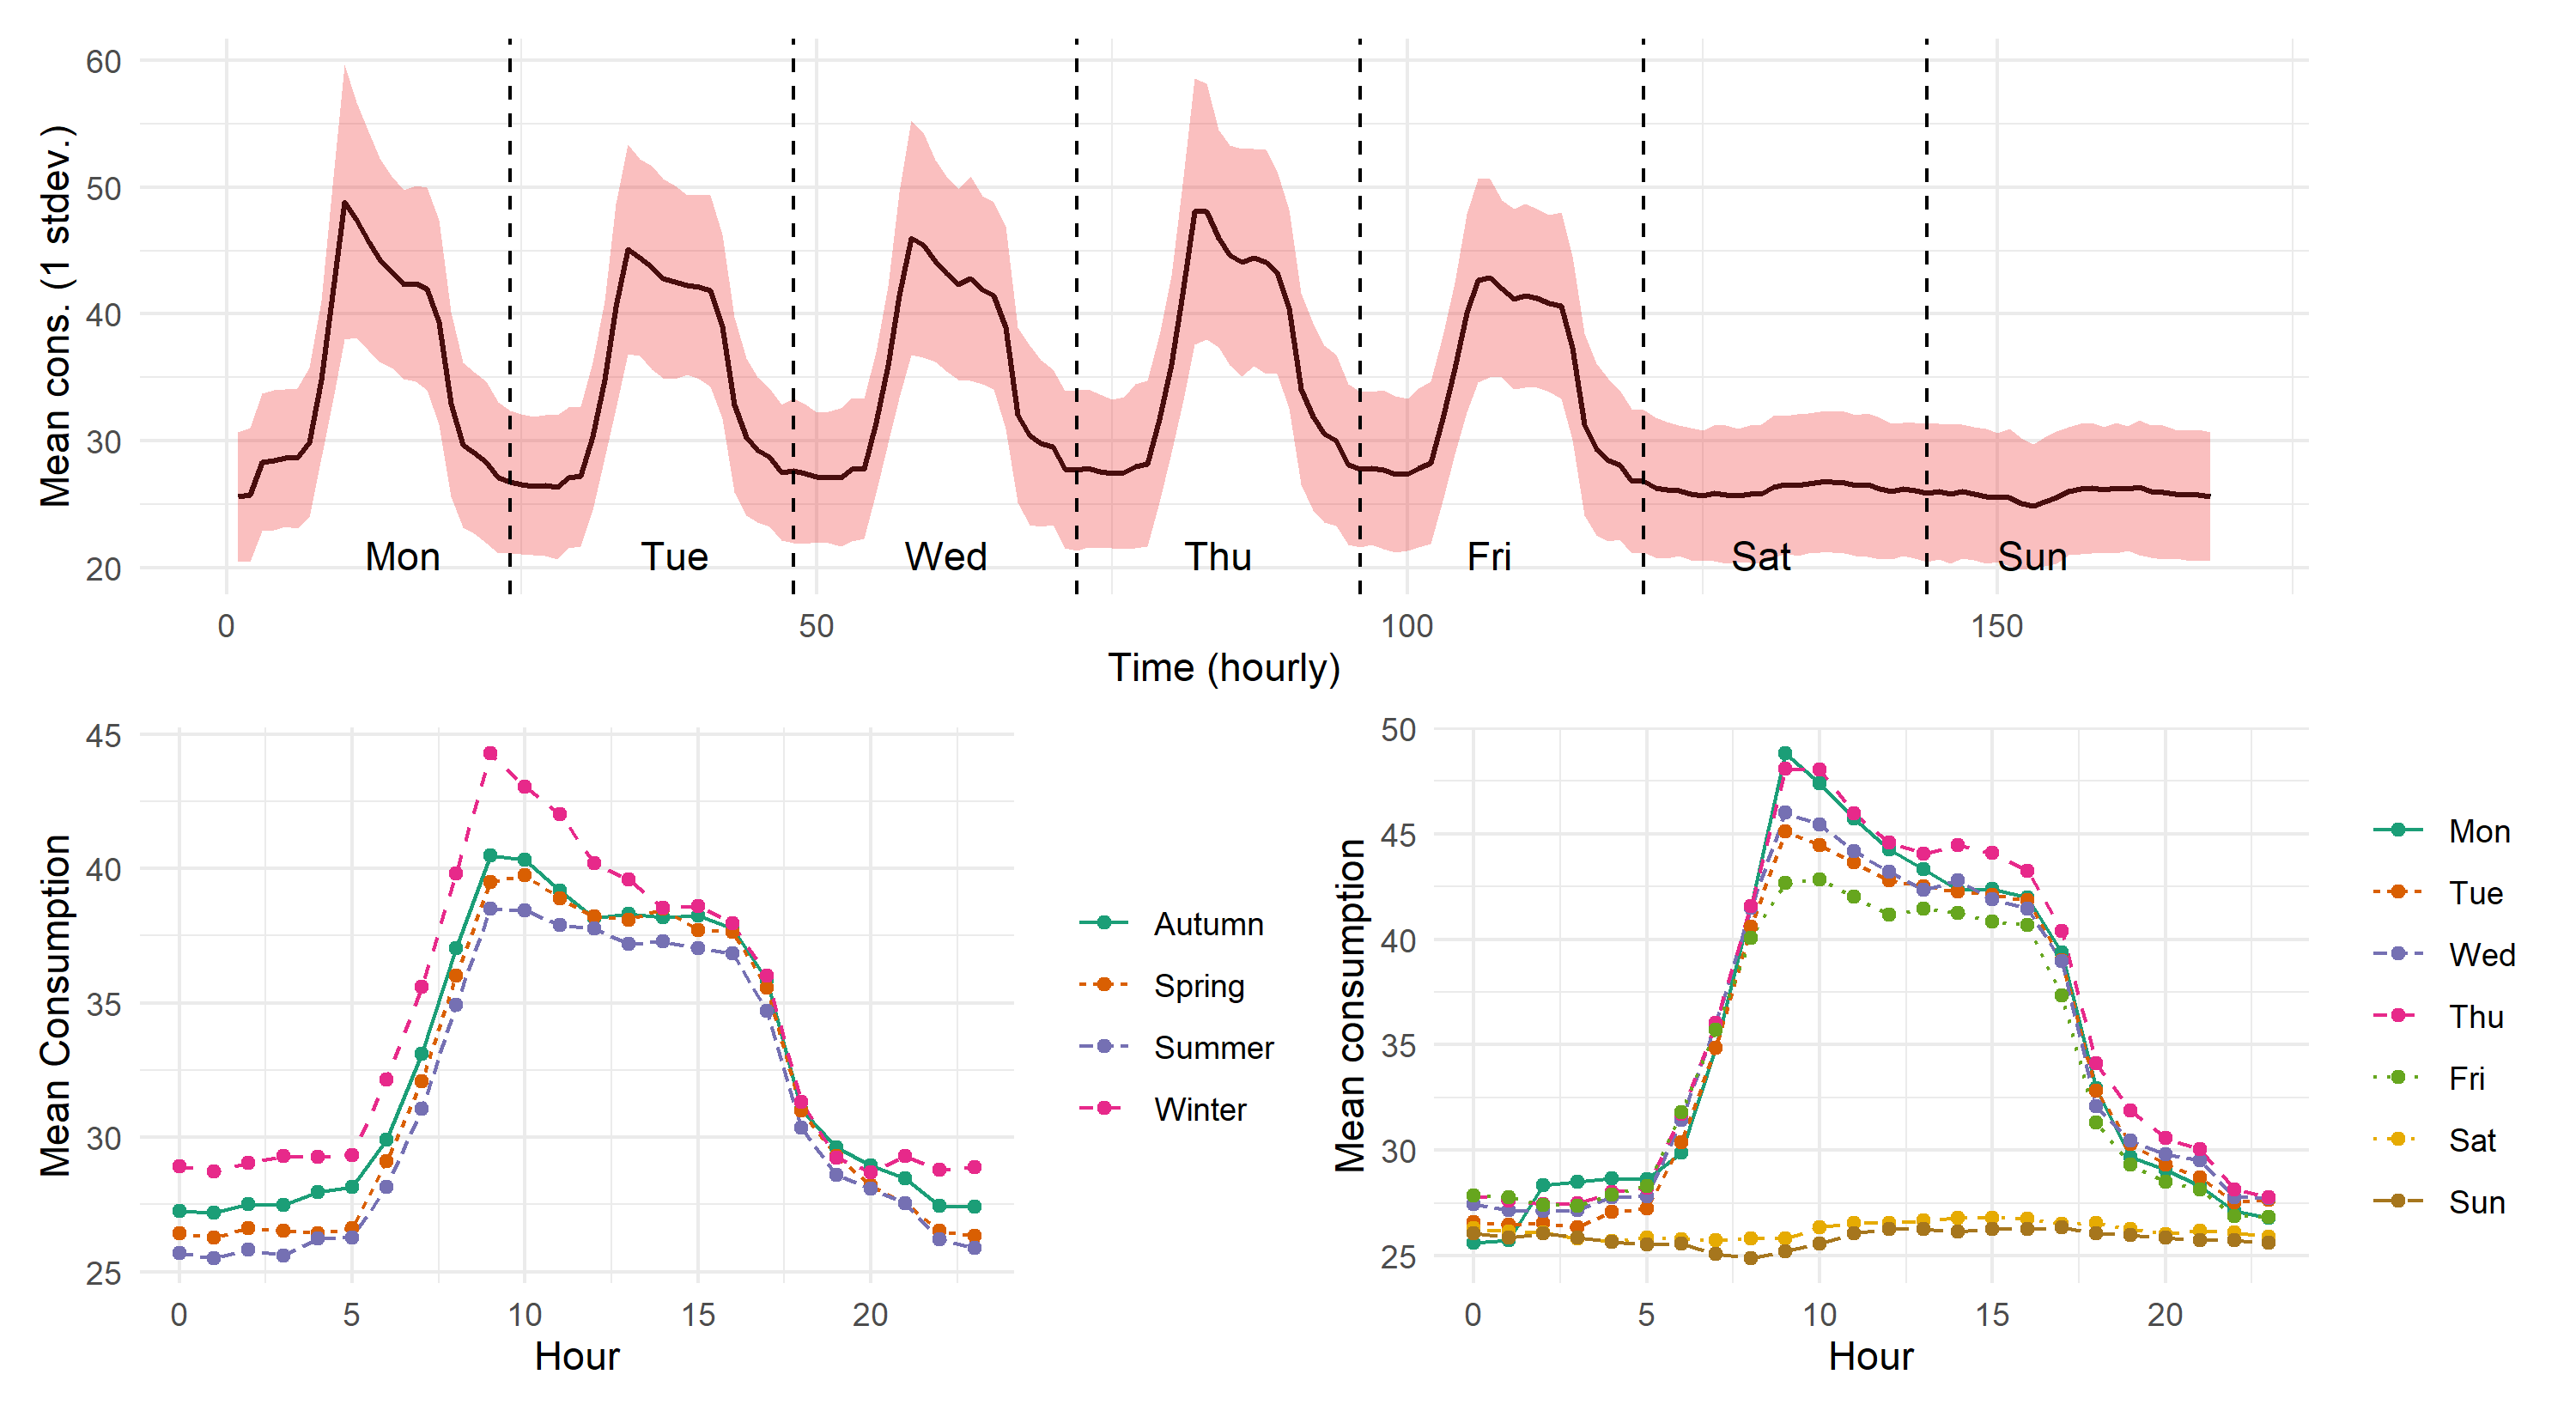 60
50
40
30
20
Mean cons. (1 stdev.)
Mon
Tue
Wed
Thu
Fri
Sat
Sun
0
50
100
150
Time (hourly)
45
40
35
30
25
Mean Consumption
0
5
10
15
20
Hour
Autumn
Spring
Summer
Winter
50
45
40
35
30
25
Mean consumption
0
5
10
15
20
Hour
Mon
Tue
Wed
Thu
Fri
Sat
Sun